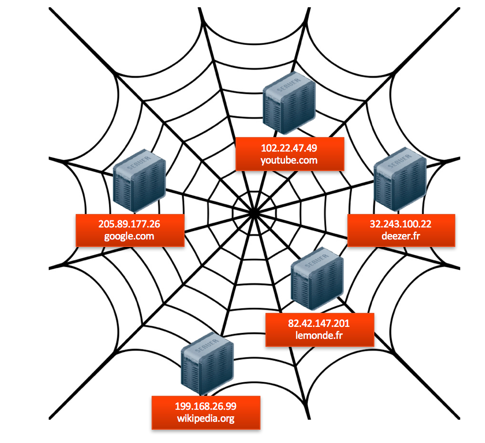 102.22.47.49
youtube.com
205.89.177.26
google.com
32.243.100.22
deezer.fr
82.42.147.201
lemonde.fr
199.168.26.99
wikipedia.org